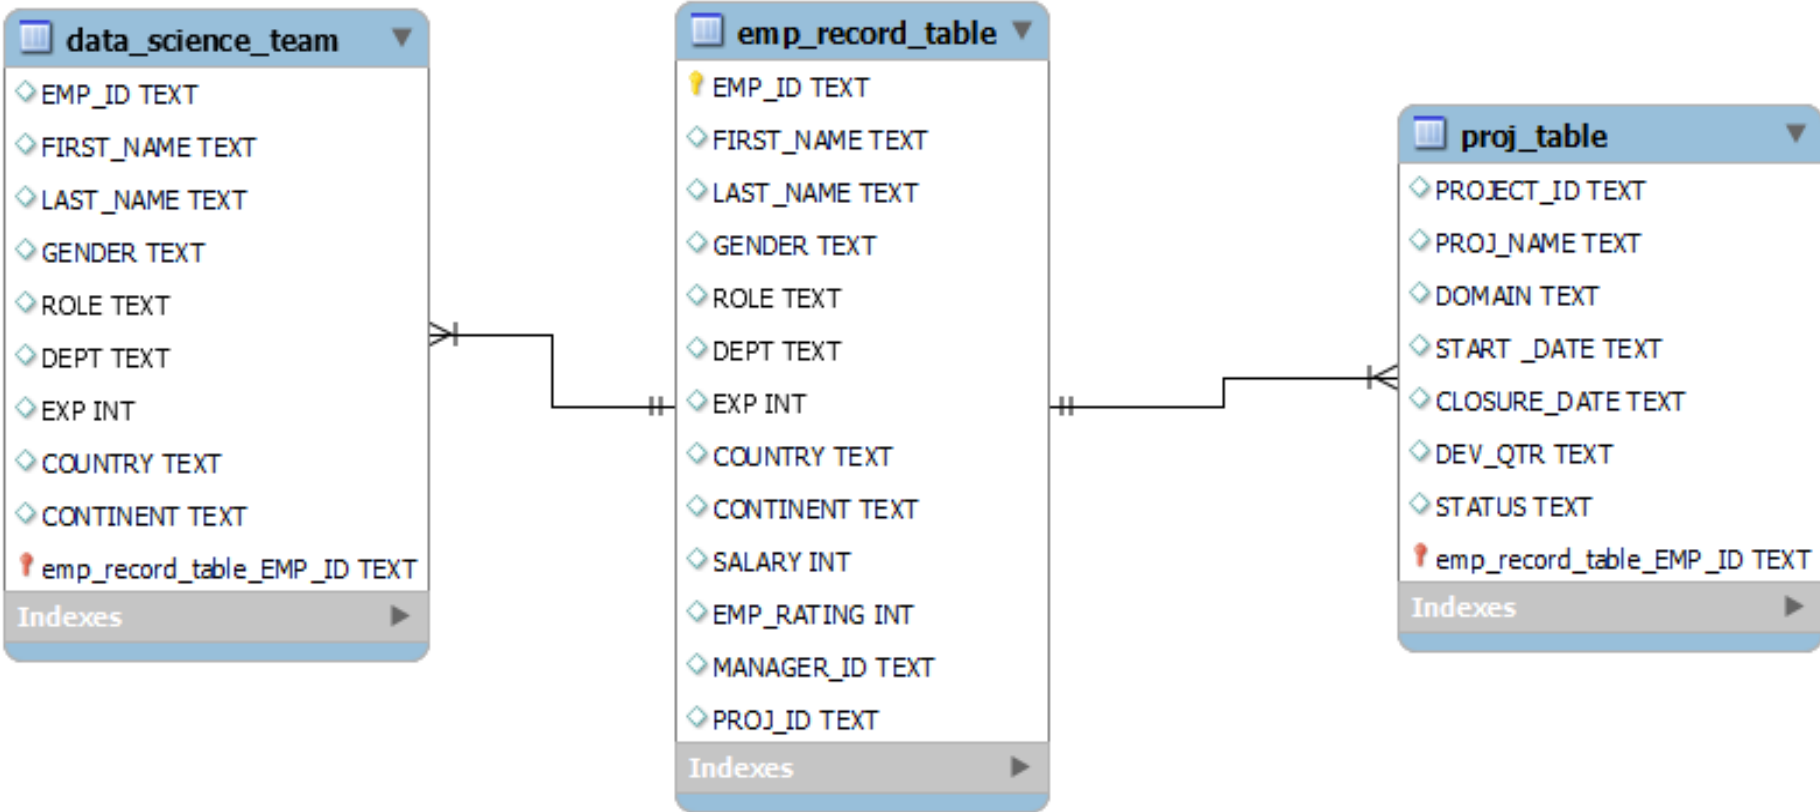 data_science_team
EMP_ID TEXT
FIRST_NAME TEXT
LAST_NAME TEXT
GENDER TEXT
ROLE TEXT
DEPT TEXT
EXP INT
COUNTRY TEXT
CONTINENT TEXT
emp_record_table_EMP_ID TEXT
Indexes
emp_record_table
EMP_ID TEXT
FIRST_NAME TEXT
LAST_NAME TEXT
GENDER TEXT
ROLE TEXT
DEPT TEXT
EXP INT
COUNTRY TEXT
CONTINENT TEXT
SALARY INT
EMP_RATING INT
MANAGER_ID TEXT
PROJ_ID TEXT
Indexes
proj_table
PROJECT_ID TEXT
PROJ_NAME TEXT
DOMAIN TEXT
START _DATE TEXT
CLOSURE_DATE TEXT
DEV_QTR TEXT
STATUS TEXT
emp_record_table_EMP_ID TEXT
Indexes